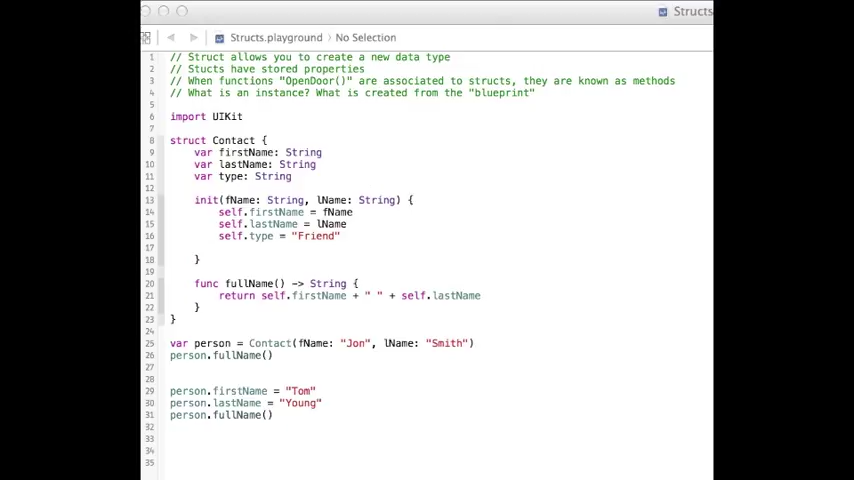 Structs
Structs.playground › No Selection
1 // Struct allows you to create a new data type
2 // Stucts have stored properties
3 // When functions "OpenDoor()" are associated to structs, they are known as methods
4 // What is an instance? What is created from the "blueprint"
5
6 import UIKit
7
8 struct Contact {
9 var firstName: String
10 var lastName: String
11 var type: String
12
13 init(fName: String, lName: String) {
14 self.firstName = fName
15 self.lastName = lName
16 self.type = "Friend"
17
18 }
19
20 func fullName() -> String {
21 return self.firstName + " " + self.lastName
22 }
23 }
24
25 var person = Contact(fName: "Jon", lName: "Smith")
26 person.fullName()
27
28
29 person.firstName = "Tom"
30 person.lastName = "Young"
31 person.fullName()
32
33
34
35